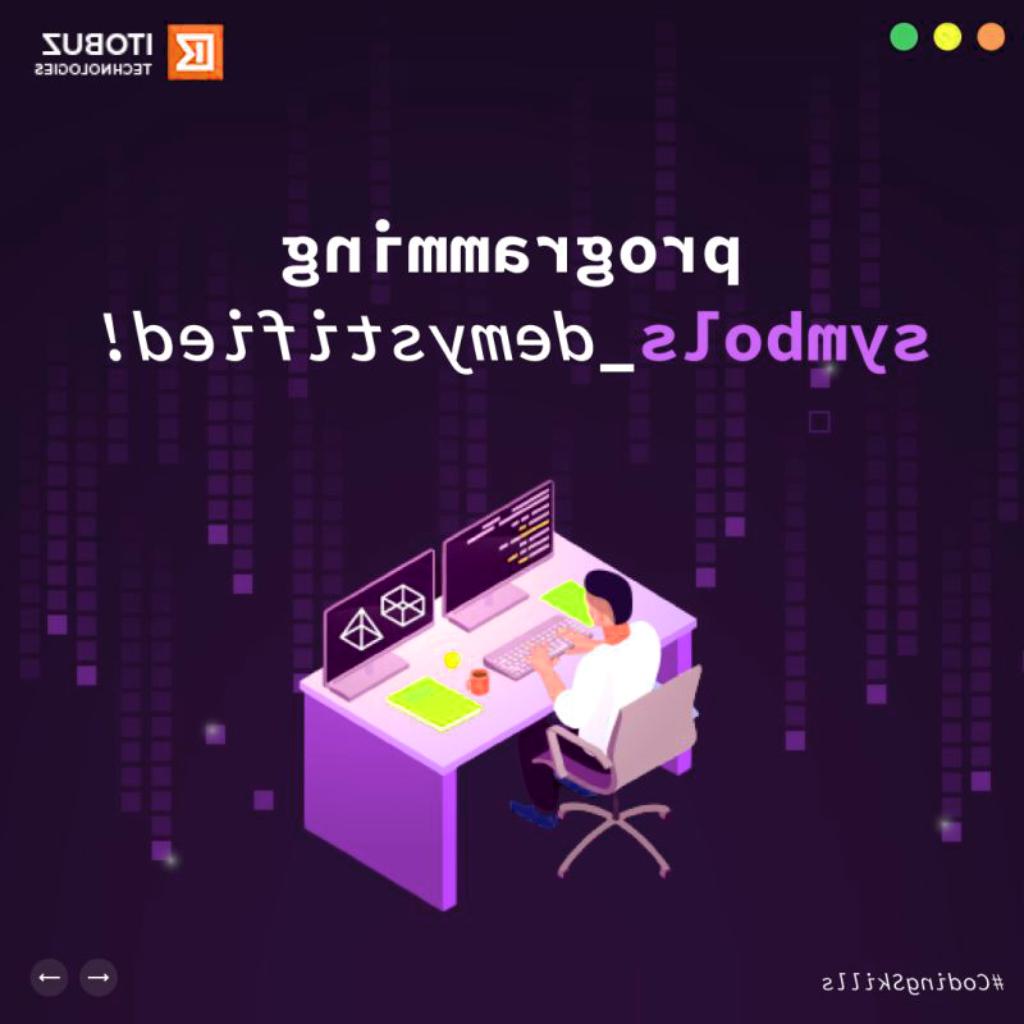 ITOBUZ
TECHNOLOGIES
programming
symbols_demystified!
#CodingSkills